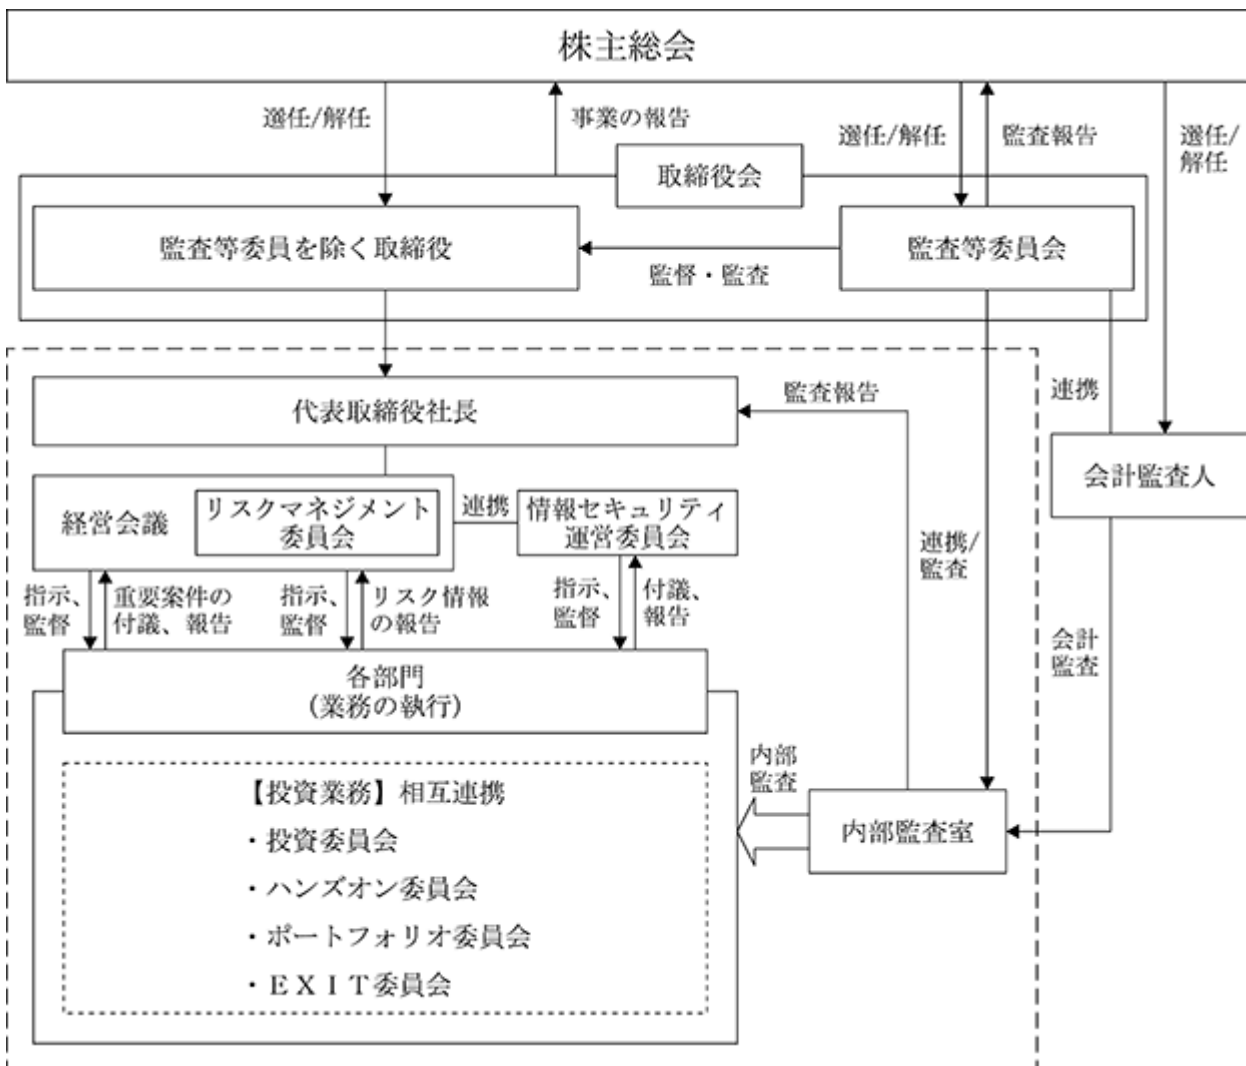 株主総会
選任/解任
事業の報告
選任/解任
監査報告
選任/
解任
取締役会
監査等委員を除く取締役
監督・監査
監査等委員会
代表取締役社長
監査報告
連携
会計監査人
経営会議
リスクマネジメント
委員会
連携
情報セキュリティ
運営委員会
連携/
監査
指示、
監督
重要案件の
付議、報告
指示、
監督
リスク情報
の報告
指示、
監督
付議、
報告
会計
監査
各部門
(業務の執行)
内部
監査
内部監査室
【投資業務】相互連携
・投資委員会
・ハンズオン委員会
・ポートフォリオ委員会
・ＥＸＩＴ委員会